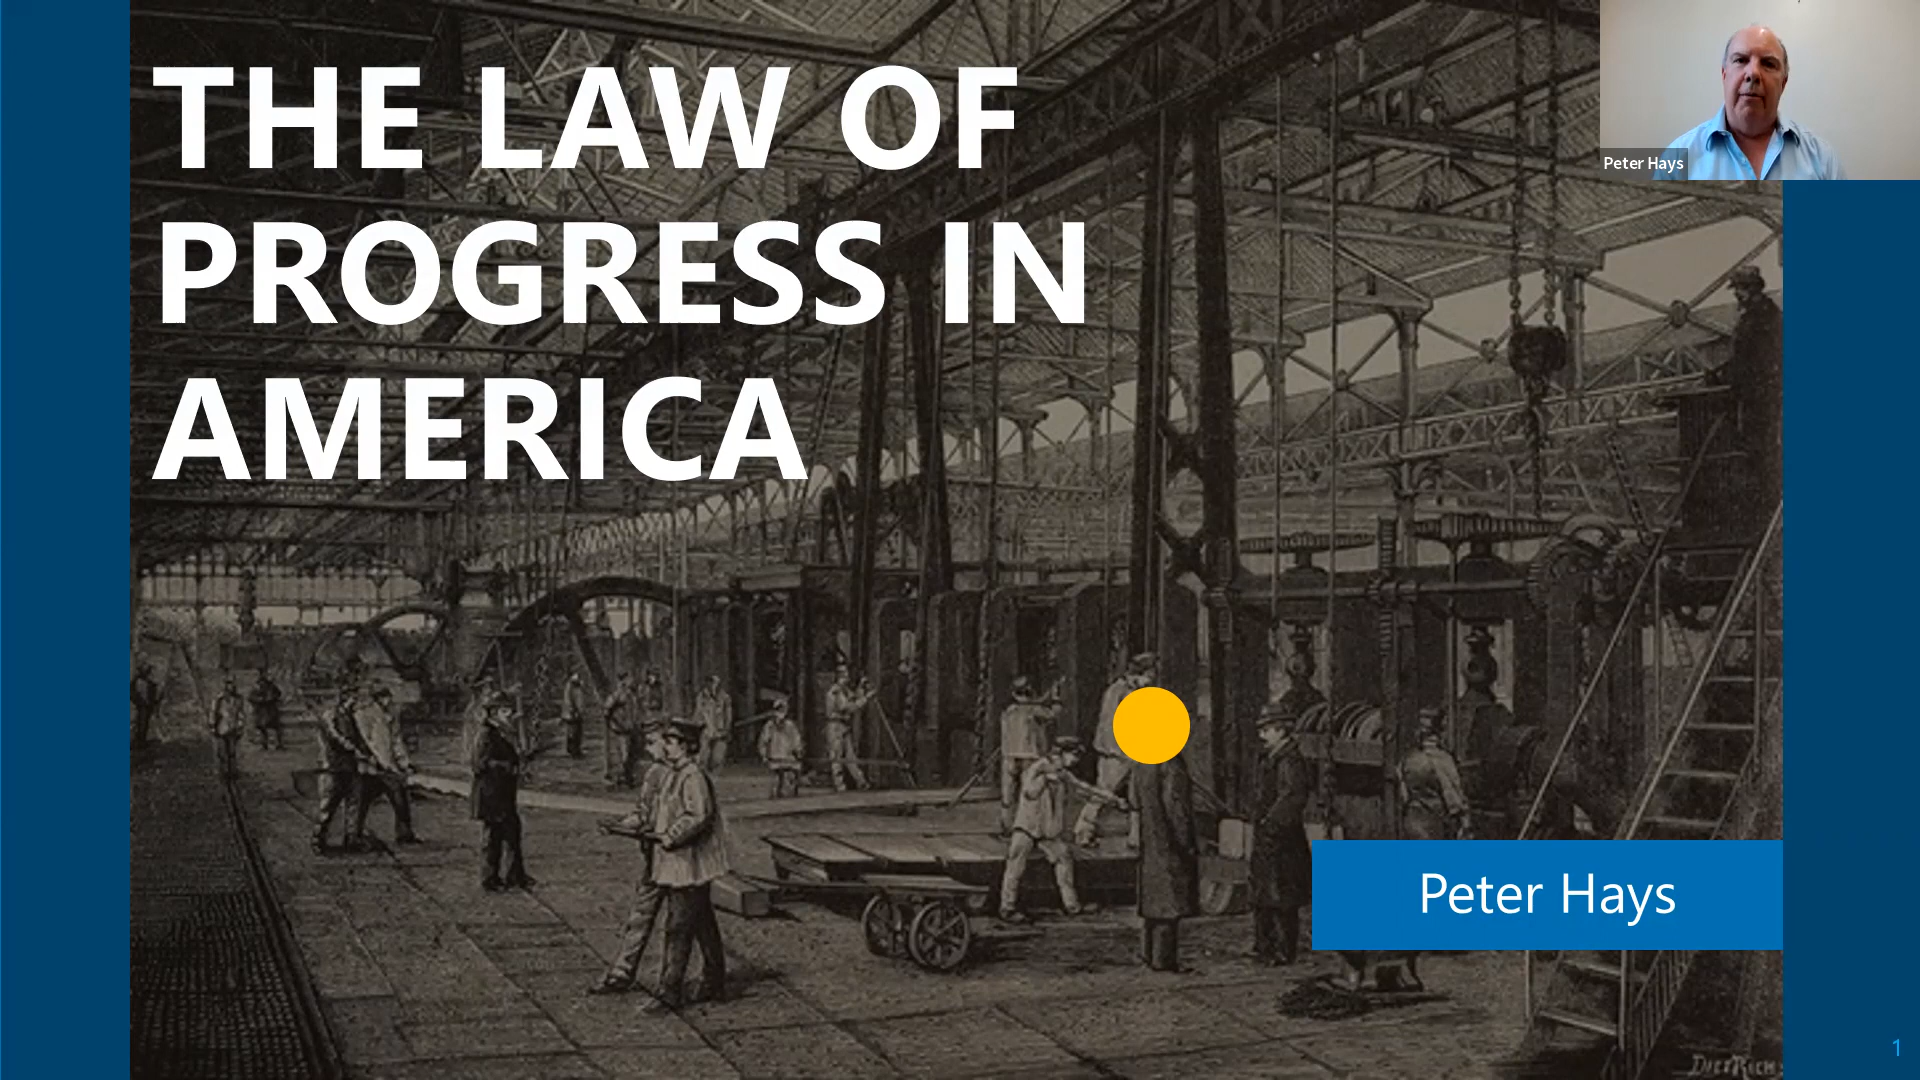 THE LAW OF
PROGRESS IN
AMERICA
Peter Hays
Peter Hays
1